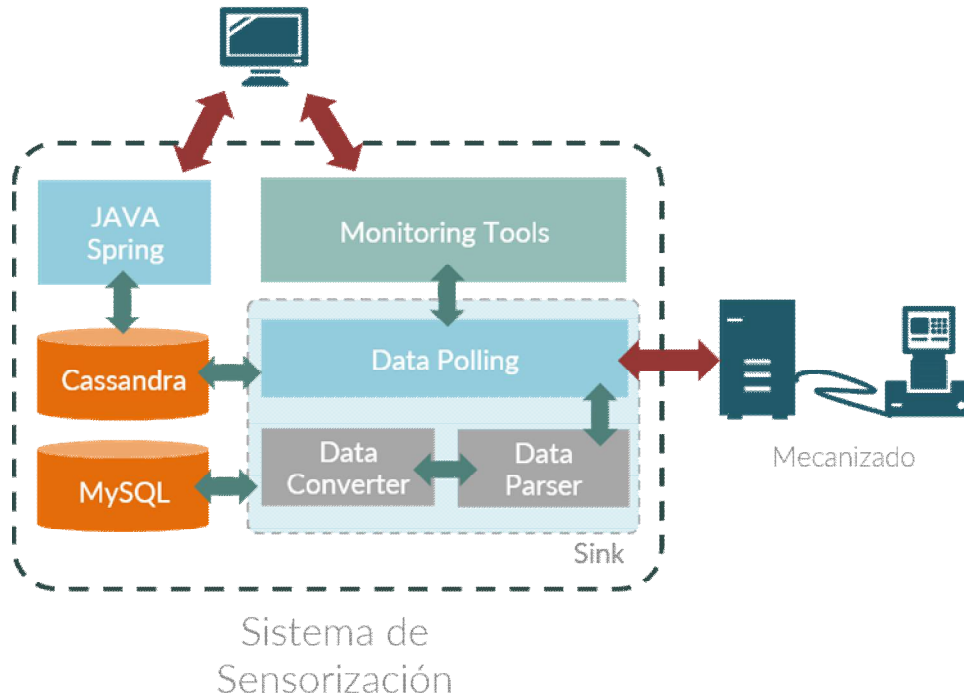 JAVA
Spring
Monitoring Tools
Cassandra
Data Polling
MySQL
Data
Converter
Data
Parser
Sink
Mecanizado
Sistema de
Sensorización